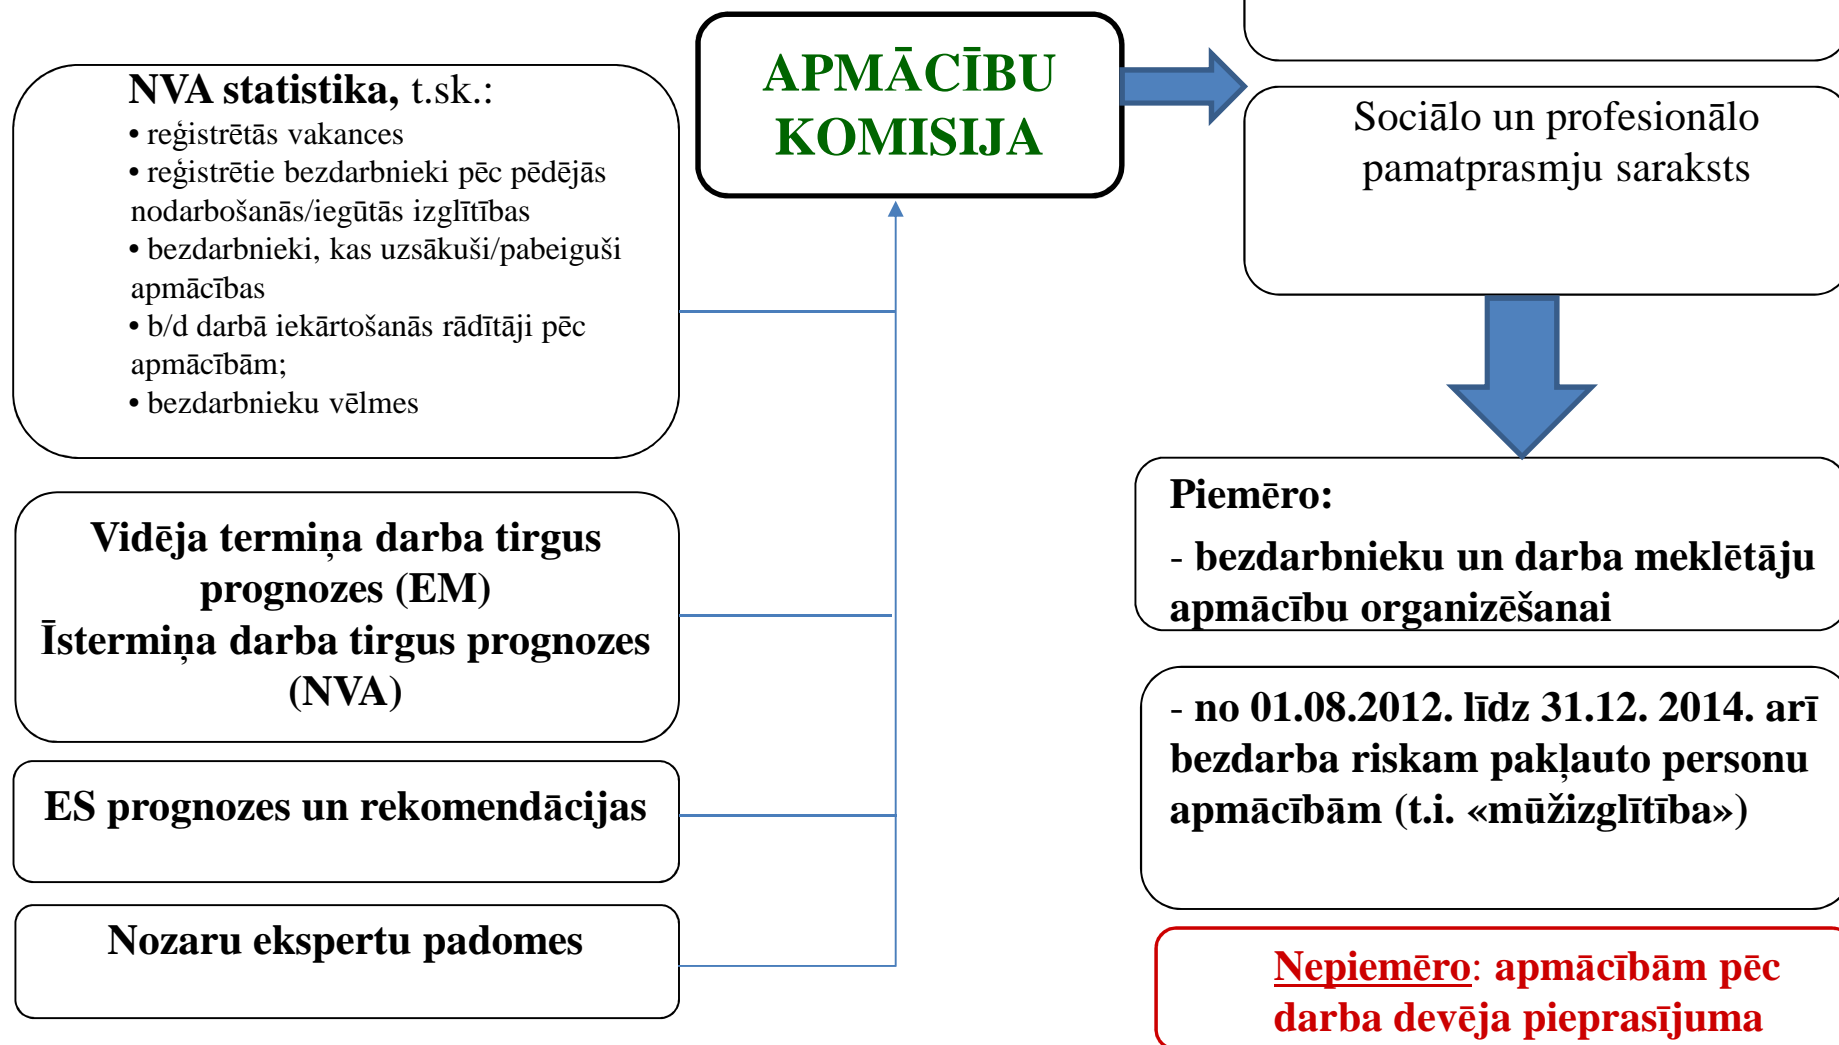 NVA statistika, t.sk.:
• reģistrētās vakances
• reģistrētie bezdarbnieki pēc pēdējās
nodarbošanās/iegūtās izglītības
• bezdarbnieki, kas uzsākuši/pabeiguši
apmācības
• b/d darbā iekārtošanās rādītāji pēc
apmācībām;
• bezdarbnieku vēlmes
Vidēja termiņa darba tirgus
prognozes (EM)
Īstermiņa darba tirgus prognozes
(NVA)
ES prognozes un rekomendācijas
Nozaru ekspertu padomes
APMĀCĪBU
KOMISIJA
Sociālo un profesionālo
pamatprasmju saraksts
Piemēro:
- bezdarbnieku un darba meklētāju
apmācību organizēšanai
- no 01.08.2012. līdz 31.12. 2014. arī
bezdarba riskam pakļauto personu
apmācībām (t.i. «mūžizglītība»)
Nepiemēro: apmācībām pēc
darba devēja pieprasījuma